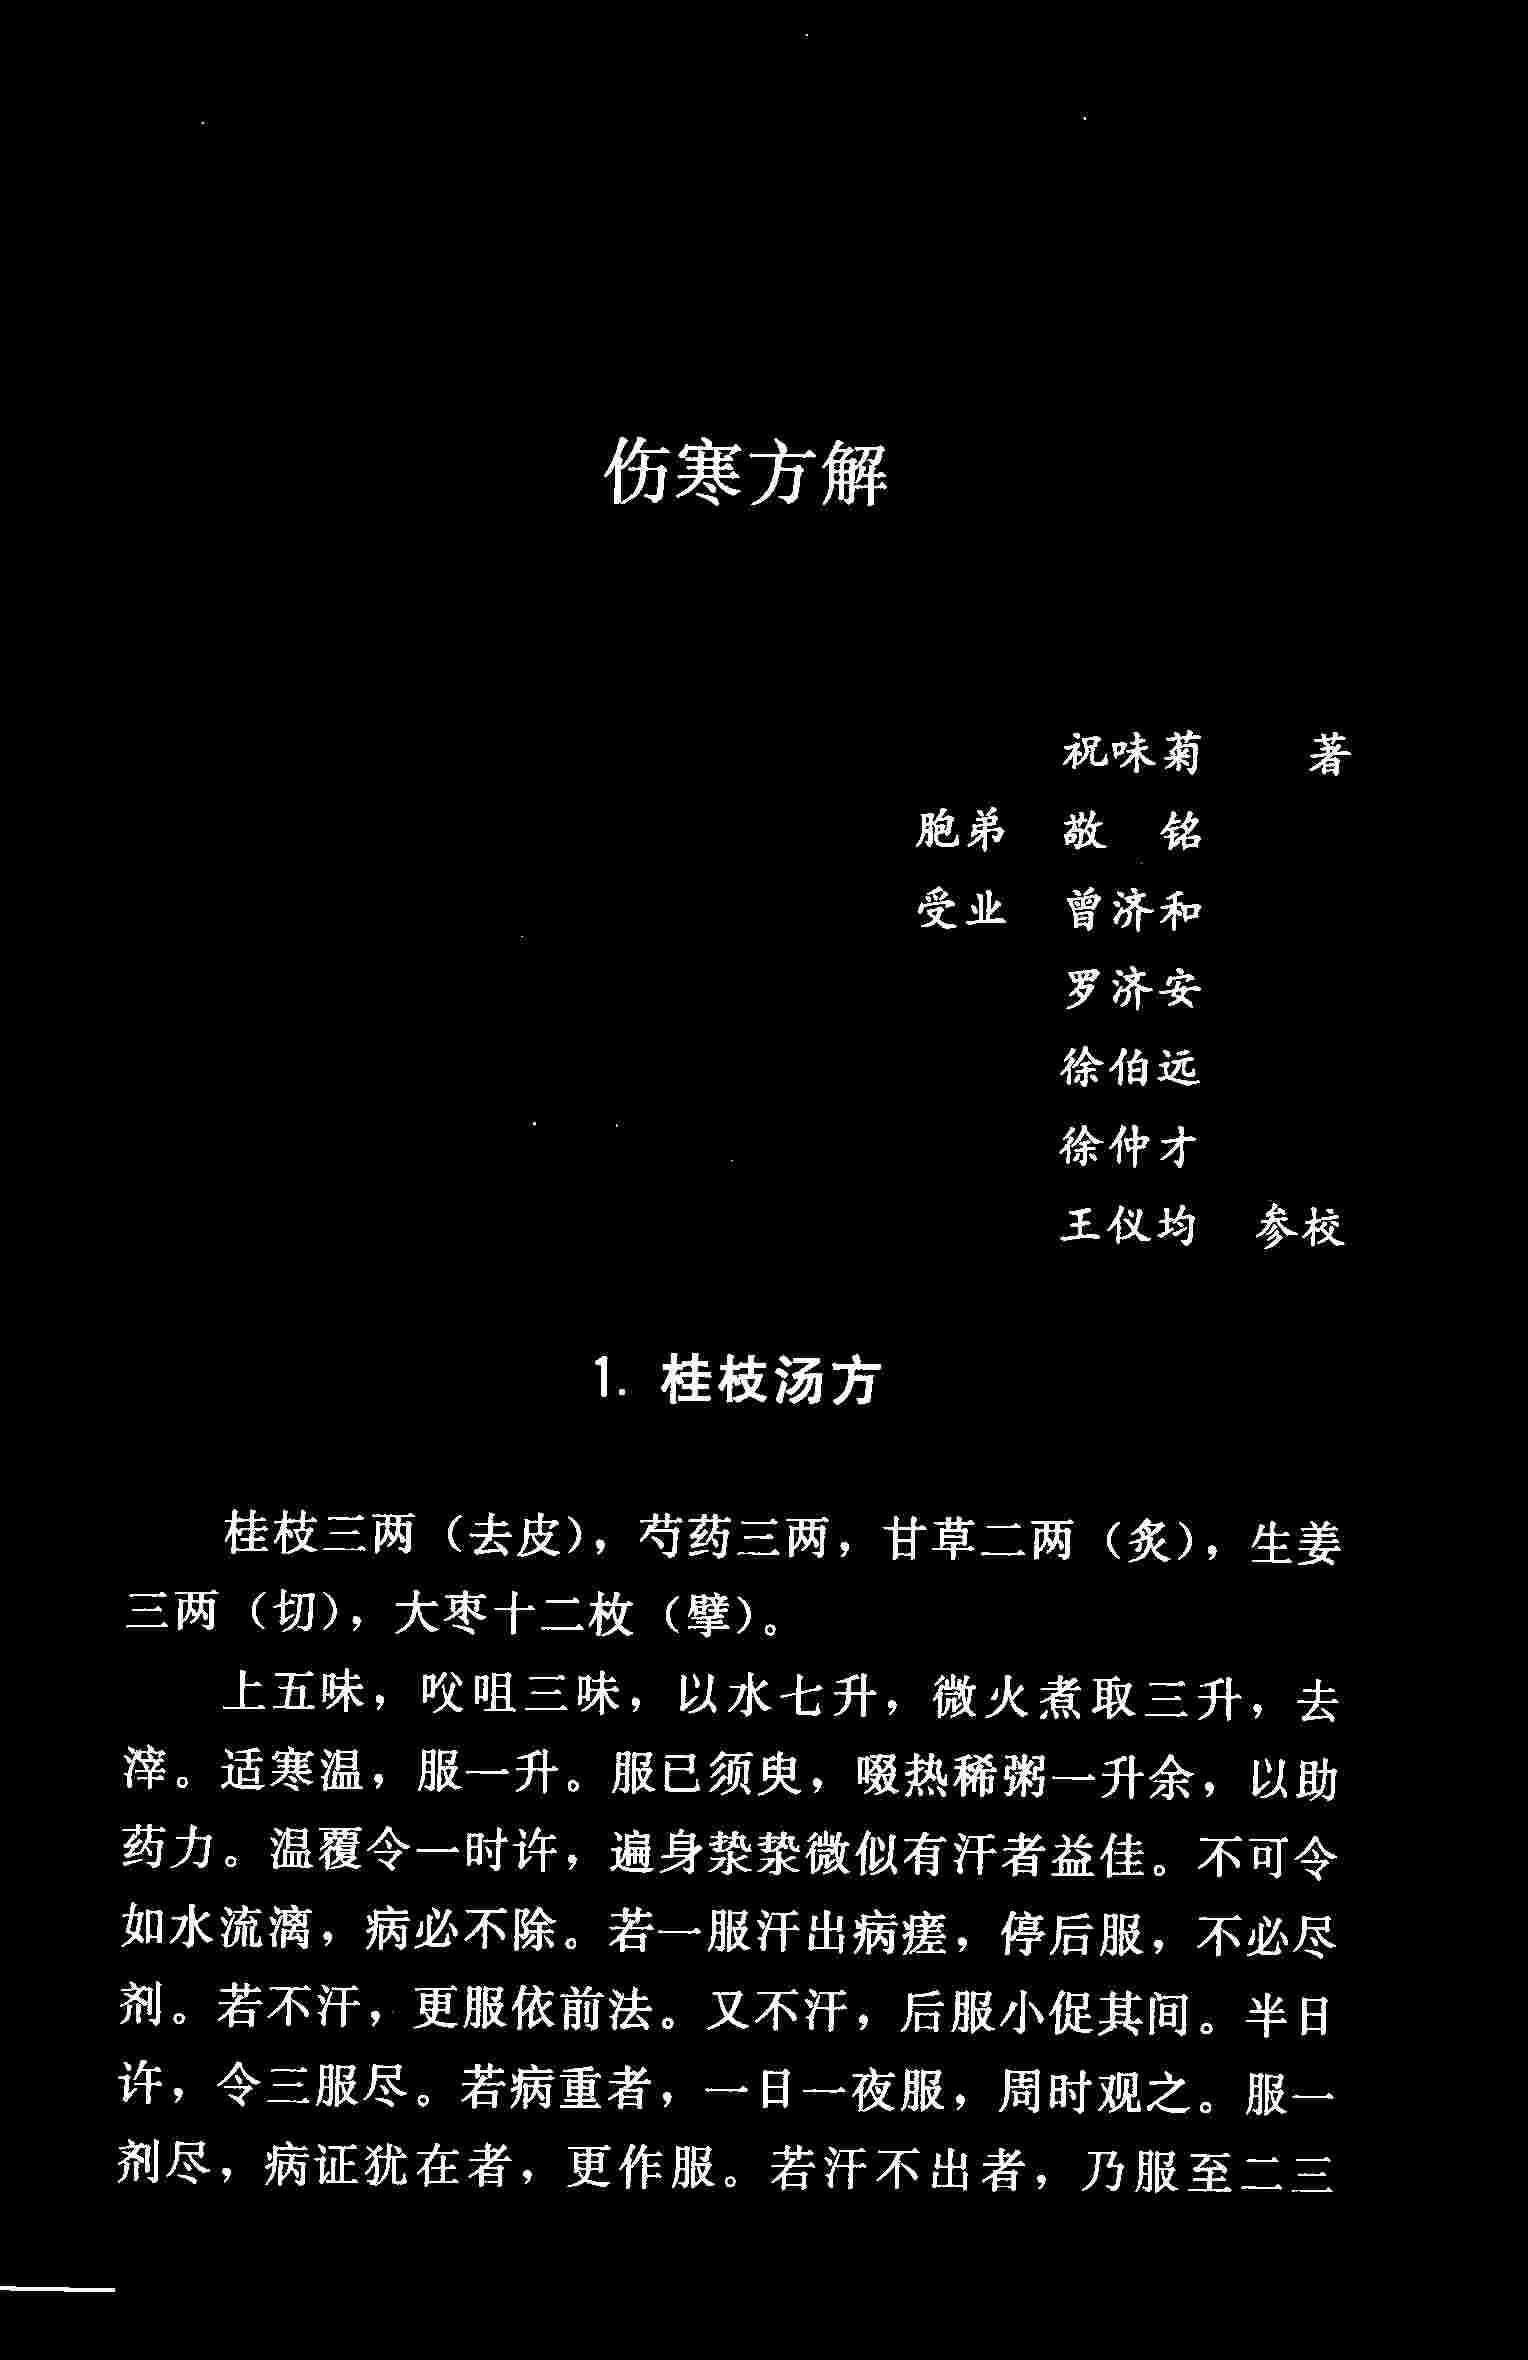 伤寒方解
祝味菊 著
胞弟 敬 铭
受业 曾济和
罗济安
徐伯远
徐仲才
王仪均 参校
1. 桂枝汤方
桂枝三两（去皮），芍药三两，甘草二两（炙），生姜
三两（切），大枣十二枚（擘）。
上五味，㕮咀三味，以水七升，微火煮取三升，去
滓。适寒温，服一升。服已须臾，啜热稀粥一升余，以助
药力。温覆令一时许，遍身漐漐微似有汗者益佳。不可令
如水流漓，病必不除。若一服汗出病瘥，停后服，不必尽
剂。若不汗，更服依前法。又不汗，后服小促其间。半日
许，令三服尽。若病重者，一日一夜服，周时观之。服一
剂尽，病证犹在者，更作服。若汗不出者，乃服至二三